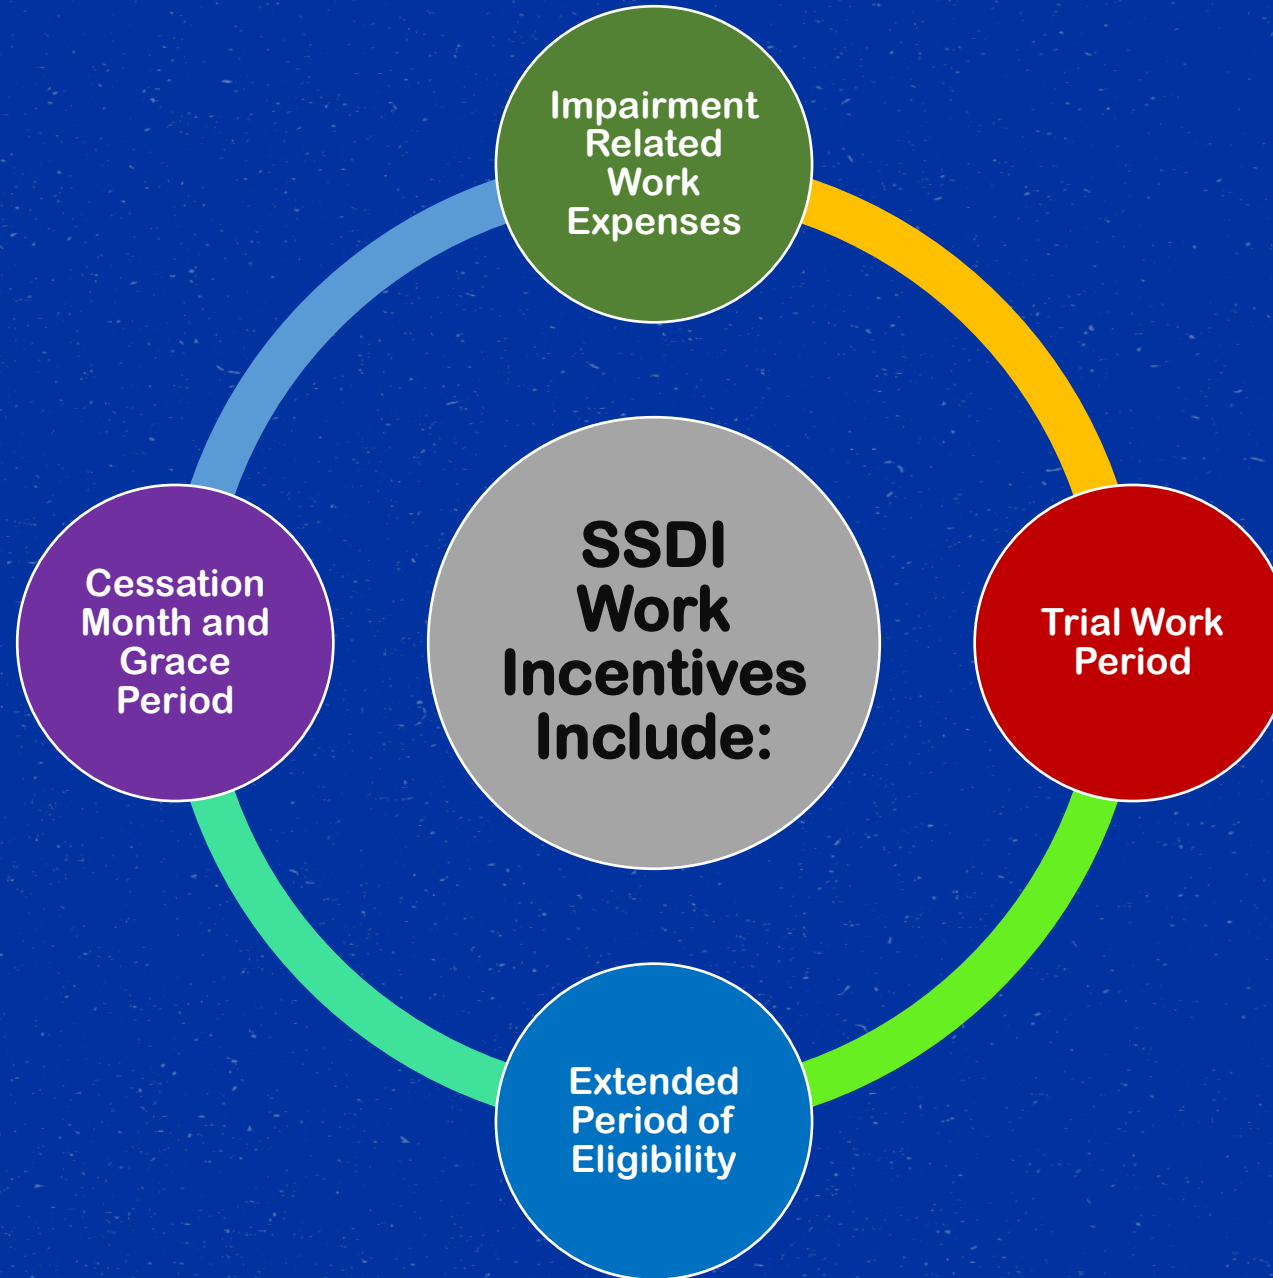 Impairment
Related
Work
Expenses
SSDI
Work
Incentives
Include:
Cessation
Month and
Grace
Period
Trial Work
Period
Extended
Period of
Eligibility